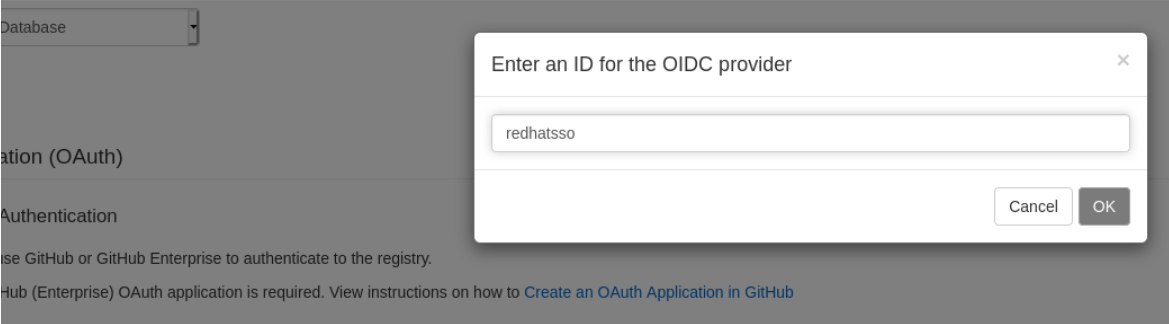 Database
Enter an ID for the OIDC provider
×
redhatsso
ation (OAuth)
Cancel
OK
Authentication
use GitHub or GitHub Enterprise to authenticate to the registry.
Hub (Enterprise) OAuth application is required. View instructions on how to Create an OAuth Application in GitHub